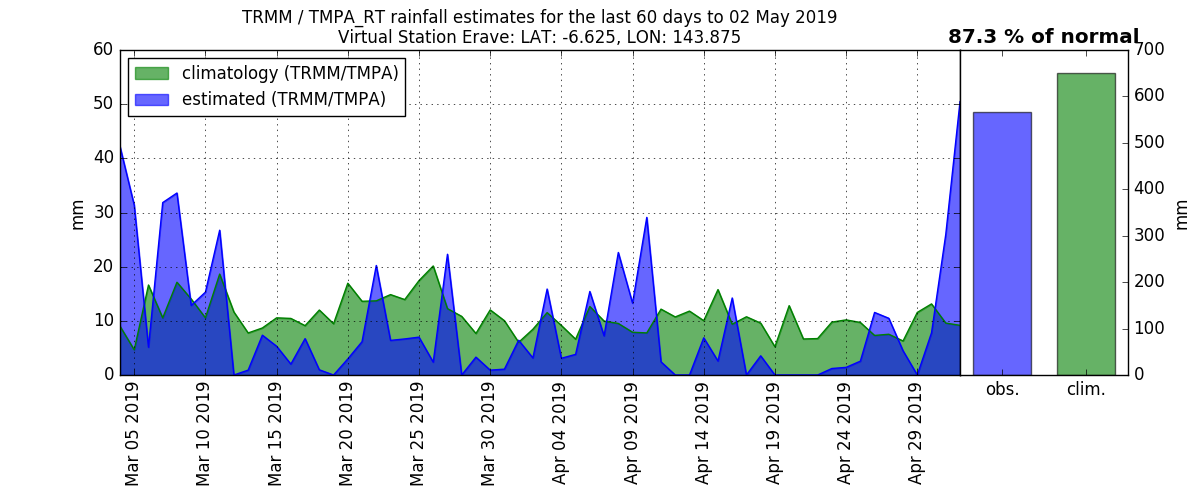 TRMM / TMPA_RT rainfall estimates for the last 60 days to 02 May 2019
Virtual Station Erave: LAT: -6.625, LON: 143.875
87.3 % of normal
climatology (TRMM/TMPA)
estimated (TRMM/TMPA)
60
50
40
30
20
10
0
mm
Mar 05 2019
Mar 10 2019
Mar 15 2019
Mar 20 2019
Mar 25 2019
Mar 30 2019
Apr 04 2019
Apr 09 2019
Apr 14 2019
Apr 19 2019
Apr 24 2019
Apr 29 2019
obs.
clim.
700
600
500
400
300
200
100
0
mm